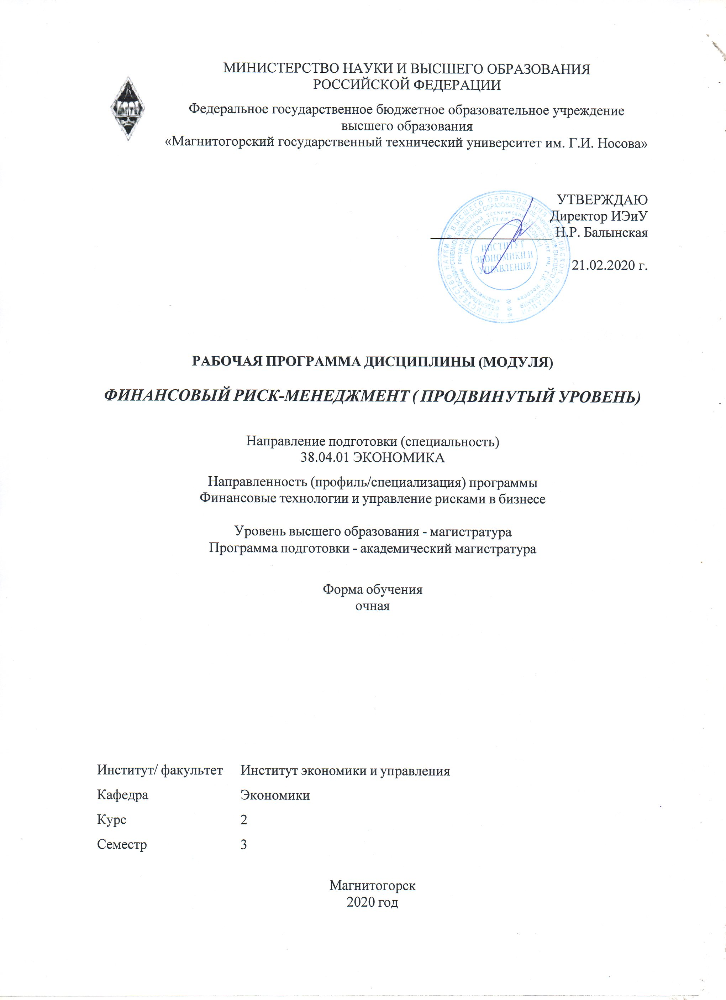 МИНИСТЕРСТВО НАУКИ И ВЫСШЕГО ОБРАЗОВАНИЯ
РОССИЙСКОЙ ФЕДЕРАЦИИ
Федеральное государственное бюджетное образовательное учреждение
высшего образования
«Магнитогорский государственный технический университет им. Г.И. Носова»
МГТУ
УТВЕРЖДАЮ
Директор ИЭиУ
Н.Р. Балынская
21.02.2020 г.
ИНСТИТУТ
ЭКОНОМИКИ И
УПРАВЛЕНИЯ
РАБОЧАЯ ПРОГРАММА ДИСЦИПЛИНЫ (МОДУЛЯ)
ФИНАНСОВЫЙ РИСК-МЕНЕДЖМЕНТ ( ПРОДВИНУТЫЙ УРОВЕНЬ)
Направление подготовки (специальность)
38.04.01 ЭКОНОМИКА
Направленность (профиль/специализация) программы
Финансовые технологии и управление рисками в бизнесе
Уровень высшего образования - магистратура
Программа подготовки - академический магистратура
Форма обучения
очная
Институт/ факультет Институт экономики и управления
Кафедра Экономики
Курс 2
Семестр 3
Магнитогорск
2020 год